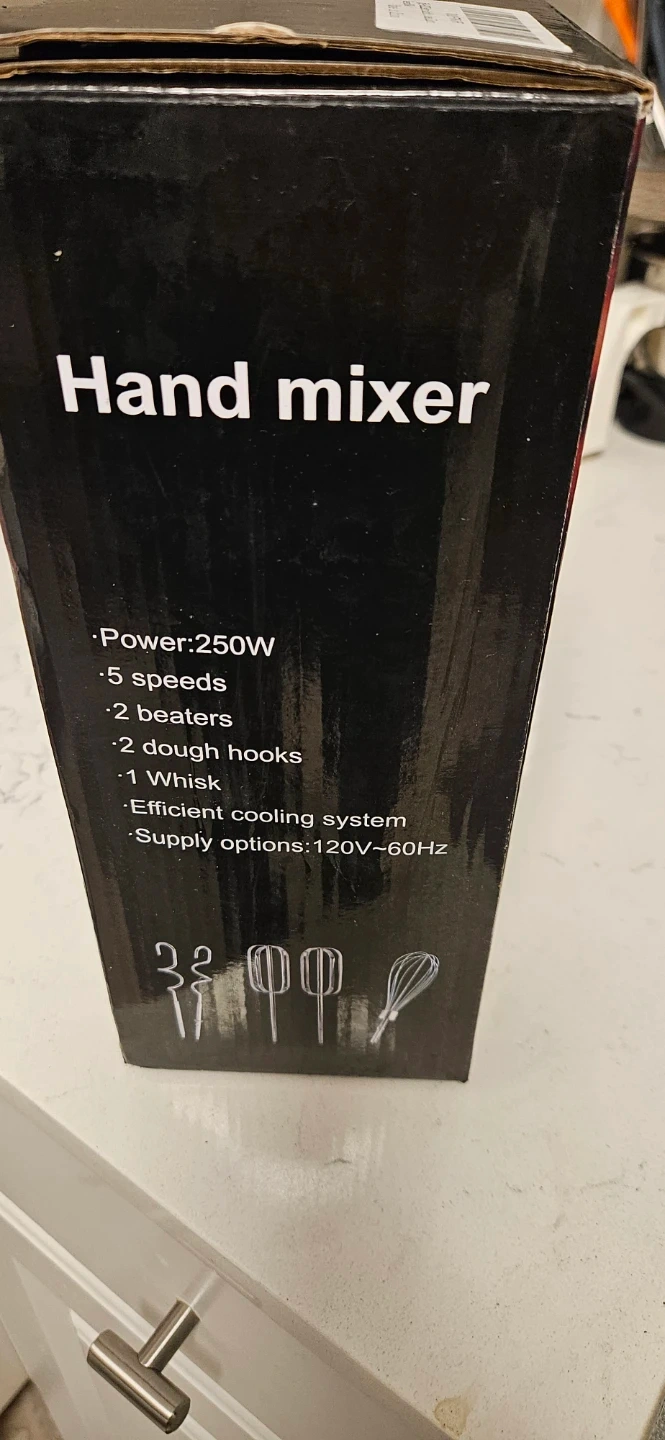 Hand mixer
·Power:250W
·5 speeds
·2 beaters
·2 dough hooks
·1 Whisk
·Efficient cooling system
·Supply options:120V~60Hz